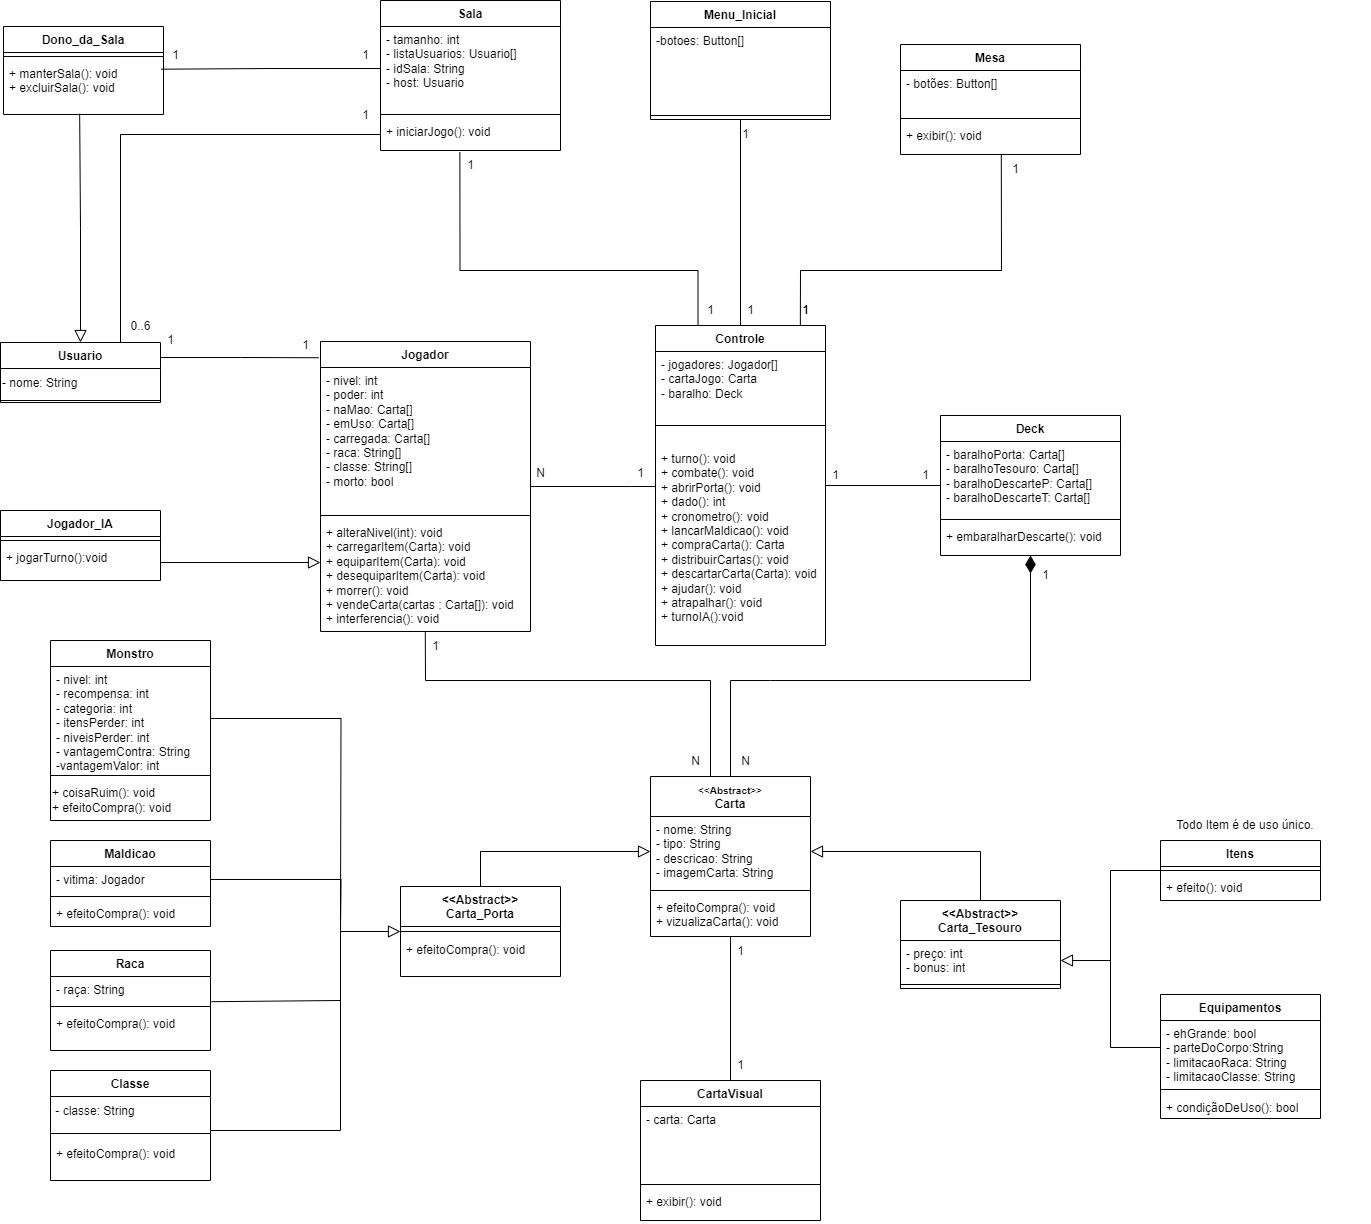 Dono_da_Sala
+ manterSala(): void
+ excluirSala(): void
1
1
Sala
- tamanho: int
- listaUsuarios: Usuario[]
- idSala: String
- host: Usuario
+ iniciarJogo(): void
1
1
Menu_Inicial
-botoes: Button[]
1
Mesa
- botões: Button[]
+ exibir(): void
1
0..6
1
1
1
1
1
Usuario
- nome: String
1
Jogador
- nivel: int
- poder: int
- naMao: Carta[]
- emUso: Carta[]
- carregada: Carta[]
- raca: String[]
- classe: String[]
- morto: bool
+ alteraNivel(int): void
+ carregarItem(Carta): void
+ equiparItem(Carta): void
+ desequiparItem(Carta): void
+ morrer(): void
+ vendeCarta(cartas : Carta[]): void
+ interferencia(): void
N
1
Controle
- jogadores: Jogador[]
- cartaJogo: Carta
- baralho: Deck
+ turno(): void
+ combate(): void
+ abrirPorta(): void
+ dado(): int
+ cronometro(): void
+ lancarMaldicao(): void
+ compraCarta(): Carta
+ distribuirCartas(): void
+ descartarCarta(Carta): void
+ ajudar(): void
+ atrapalhar(): void
+ turnoIA():void
1
1
Deck
- baralhoPorta: Carta[]
- baralhoTesouro: Carta[]
- baralhoDescarteP: Carta[]
- baralhoDescarteT: Carta[]
+ embaralharDescarte(): void
1
Jogador_IA
+ jogarTurno():void
1
Monstro
- nivel: int
- recompensa: int
- categoria: int
- itensPerder: int
- niveisPerder: int
- vantagemContra: String
-vantagemValor: int
+ coisaRuim(): void
+ efeitoCompra(): void
N
N
<<Abstract>>
Carta
- nome: String
- tipo: String
- descricao: String
- imagemCarta: String
+ efeitoCompra(): void
+ vizualizaCarta(): void
1
Maldicao
- vitima: Jogador
+ efeitoCompra(): void
<<Abstract>>
Carta_Porta
+ efeitoCompra(): void
<<Abstract>>
Carta_Tesouro
- preço: int
- bonus: int
Todo Item é de uso único.
Itens
+ efeito(): void
Raca
- raça: String
+ efeitoCompra(): void
Equipamentos
- ehGrande: bool
- parteDoCorpo:String
- limitacaoRaca: String
- limitacaoClasse: String
+ condiçãoDeUso(): bool
Classe
- classe: String
+ efeitoCompra(): void
1
CartaVisual
- carta: Carta
+ exibir(): void